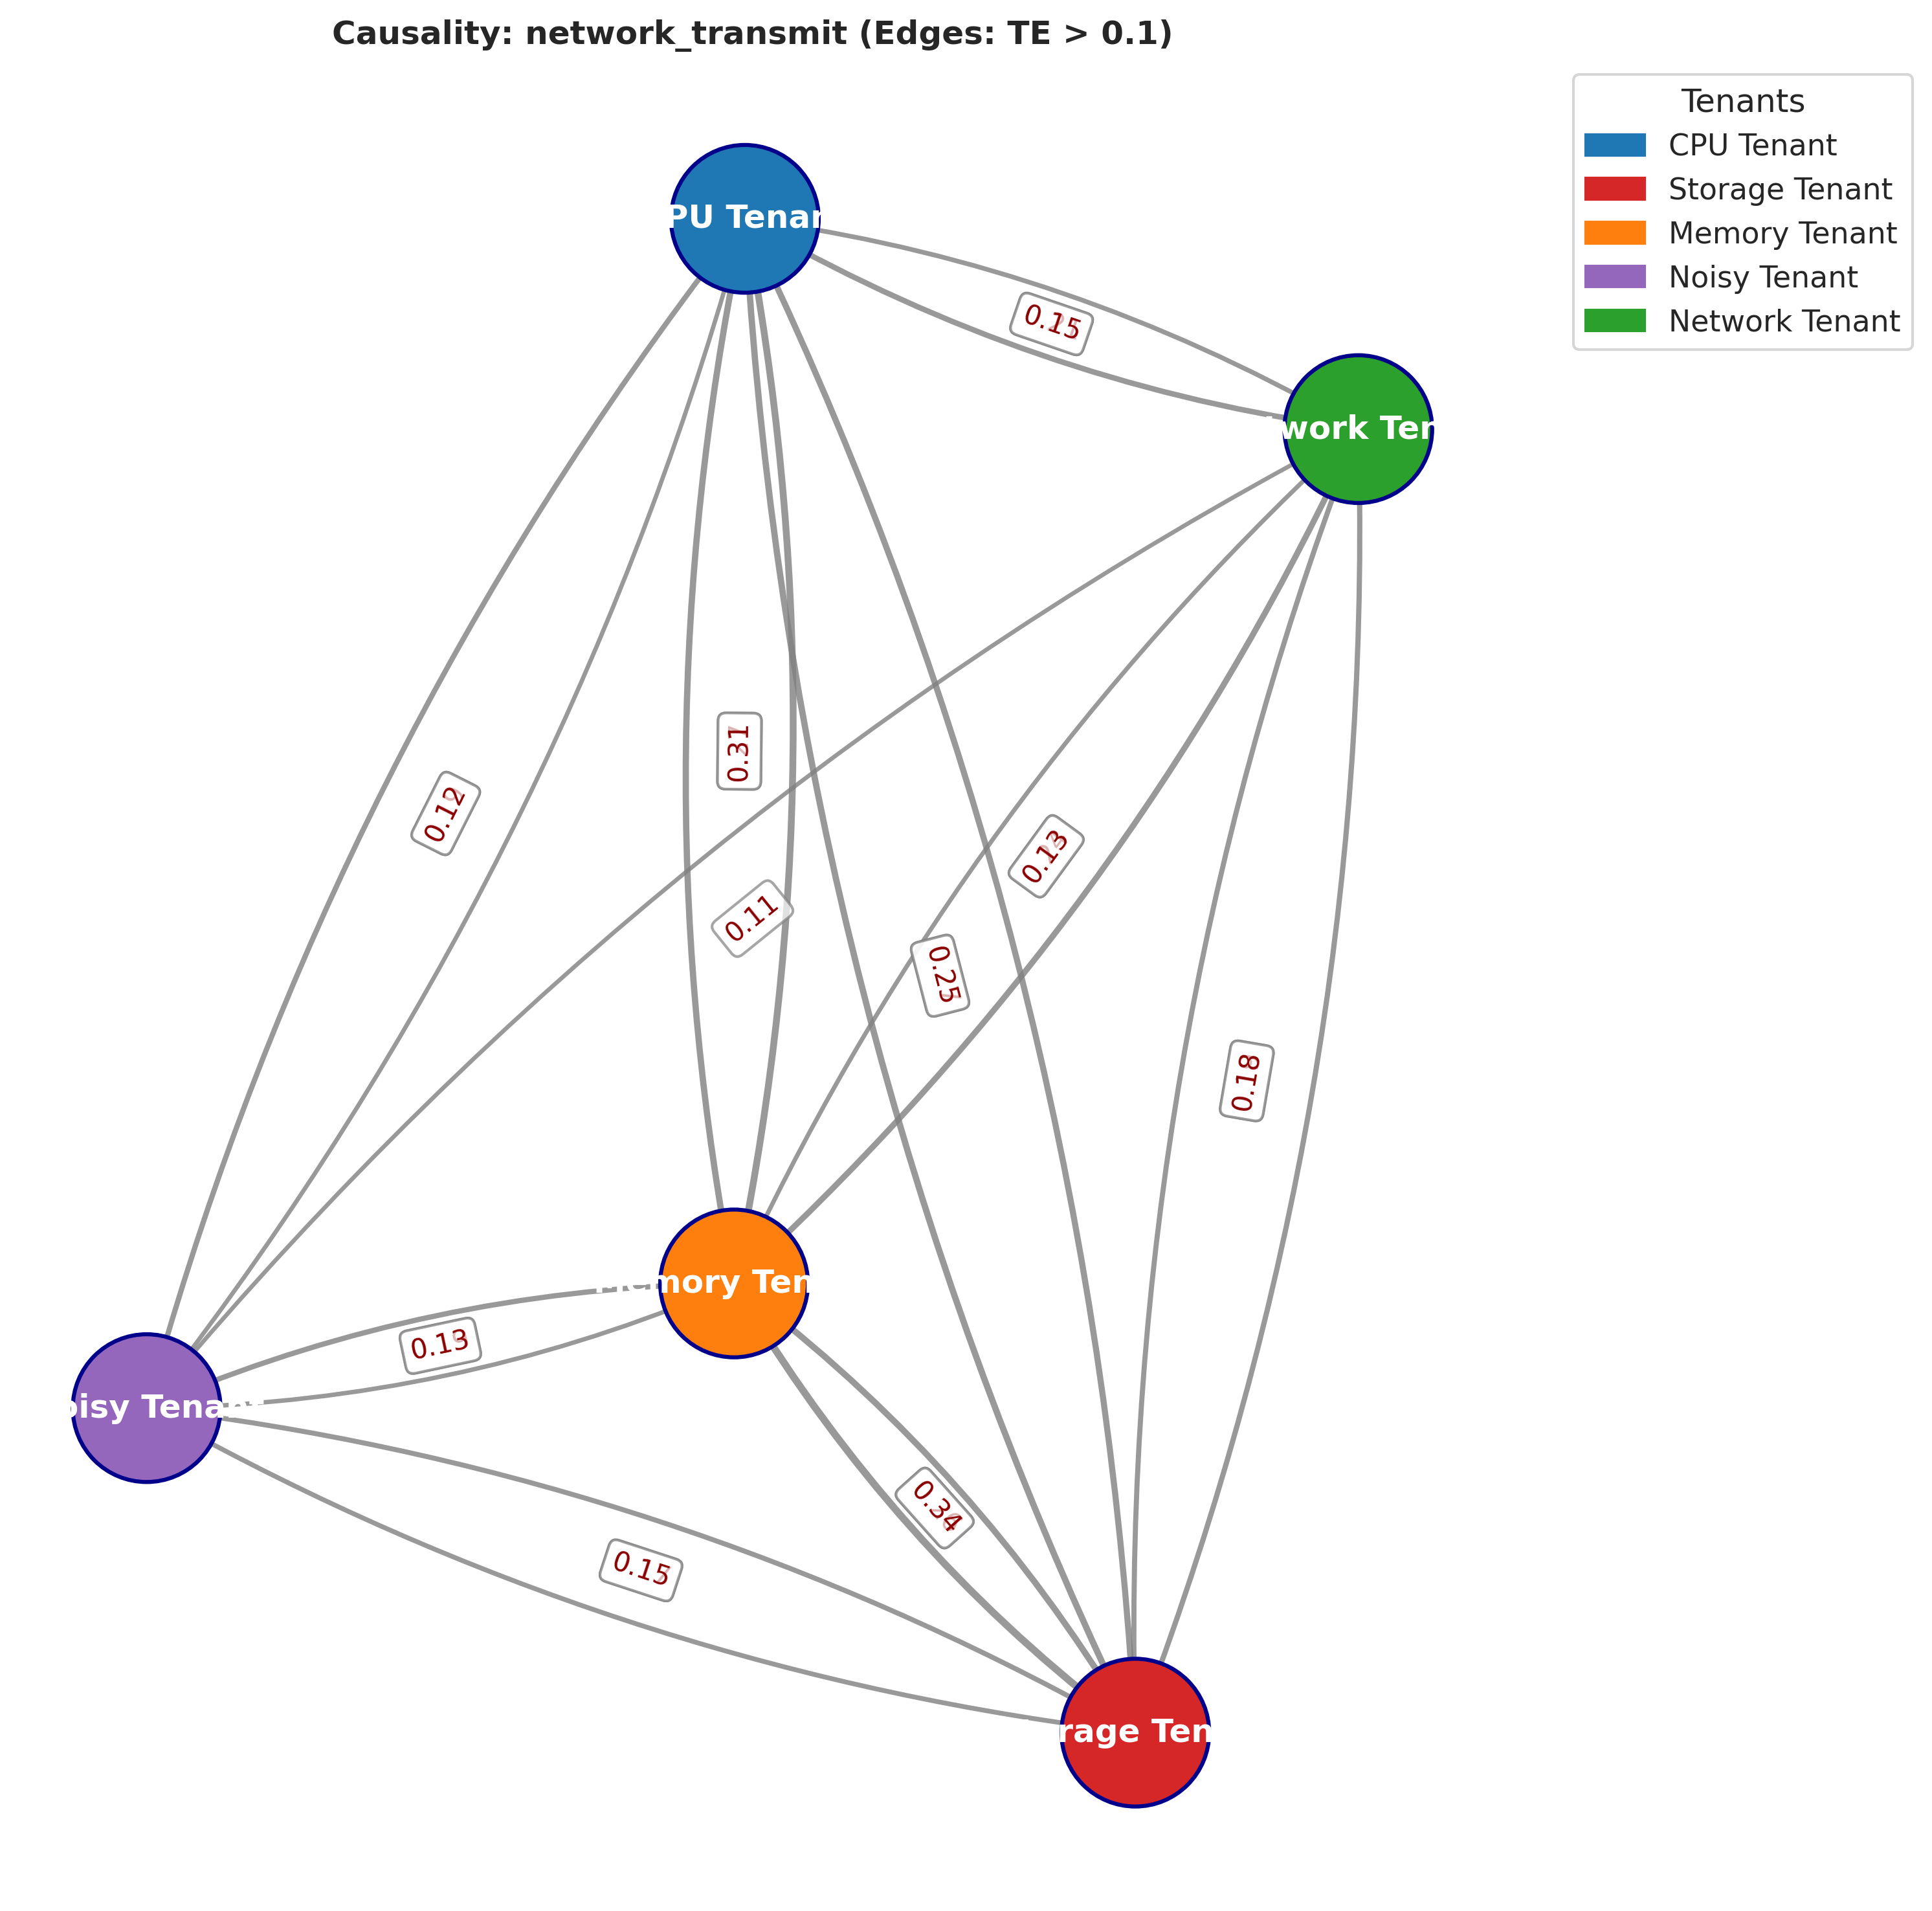 Causality: network_transmit (Edges: TE > 0.1)
Tenants
CPU Tenant
Storage Tenant
Memory Tenant
Noisy Tenant
Network Tenant
PU Tenan
0.15
work Ten
0.31
0.12
0.13
0.11
0.25
0.18
mory Ten
0.13
oisy Tenant
0.34
0.15
rage Ten